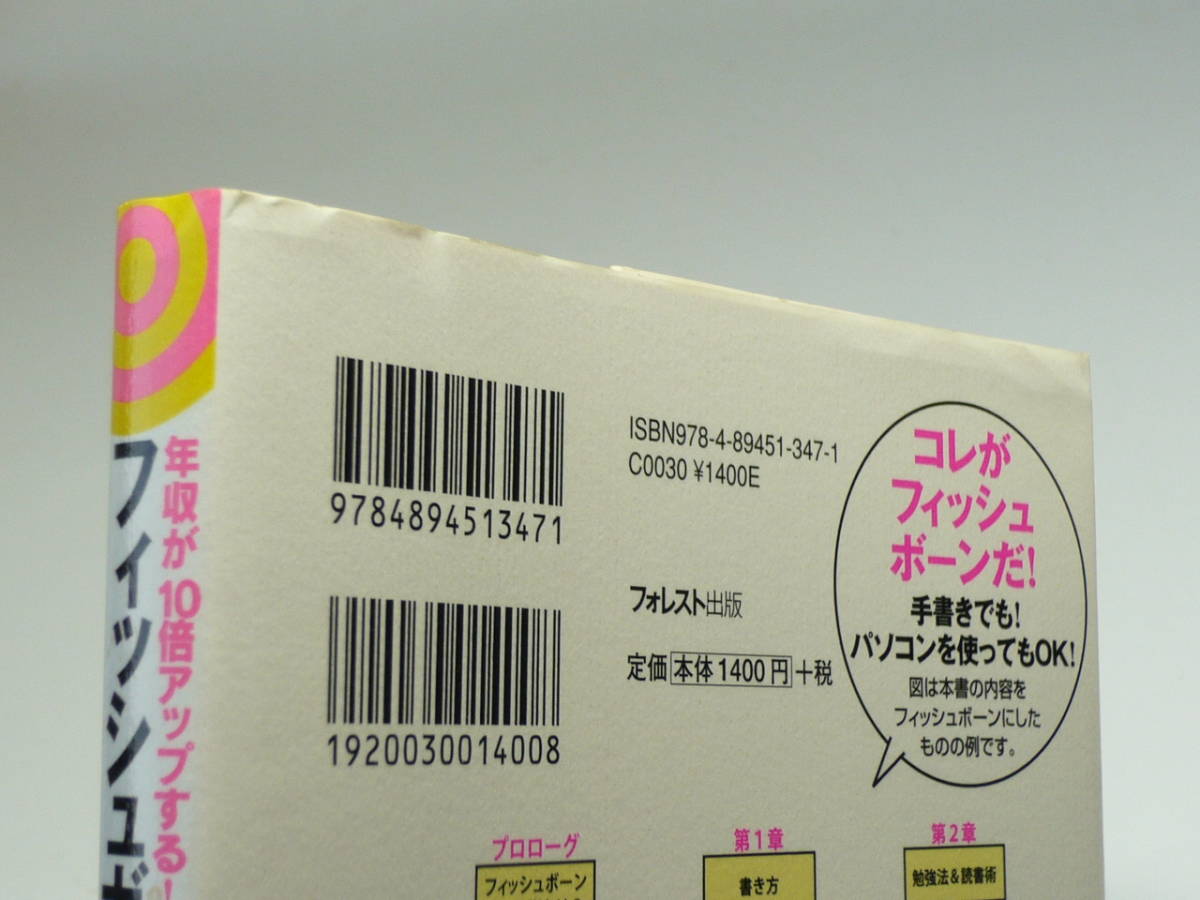 年収が10倍アップする!
フィッシュボ
9784894513471
1920030014008
ISBN978-4-89451-347-1
C0030 ¥1400E
フォレスト出版
定価 本体1400円 +税
コレが
フィッシュ
ボーンだ!
手書きでも!
パソコンを使ってもOK!
図は本書の内容を
フィッシュボーンにした
ものの例です。
プロローグ
フィッシュボーン
第1章
書き方
第2章
勉強法&読書術